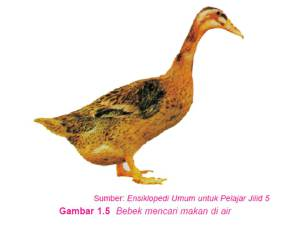 Sumber: Ensiklopedi Umum untuk Pelajar Jilid 5
Gambar 1.5 Bebek mencari makan di air